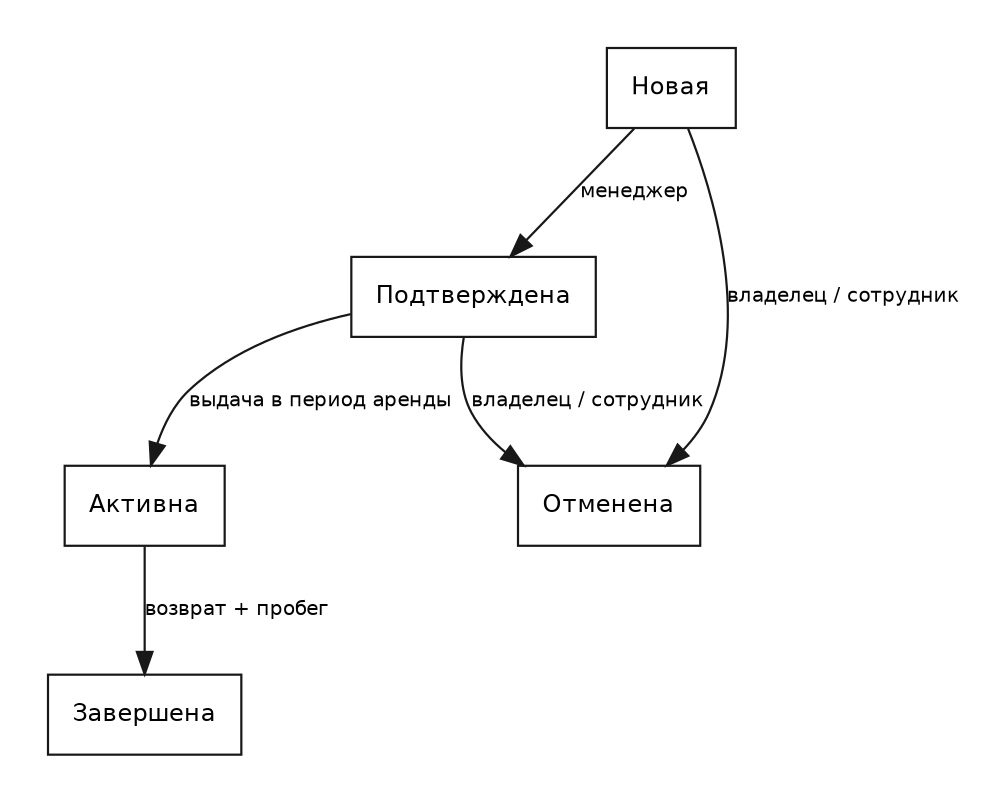 Новая
менеджер
Подтверждена
владелец / сотрудник
выдача в период аренды
владелец / сотрудник
Активна
Отменена
возврат + пробег
Завершена